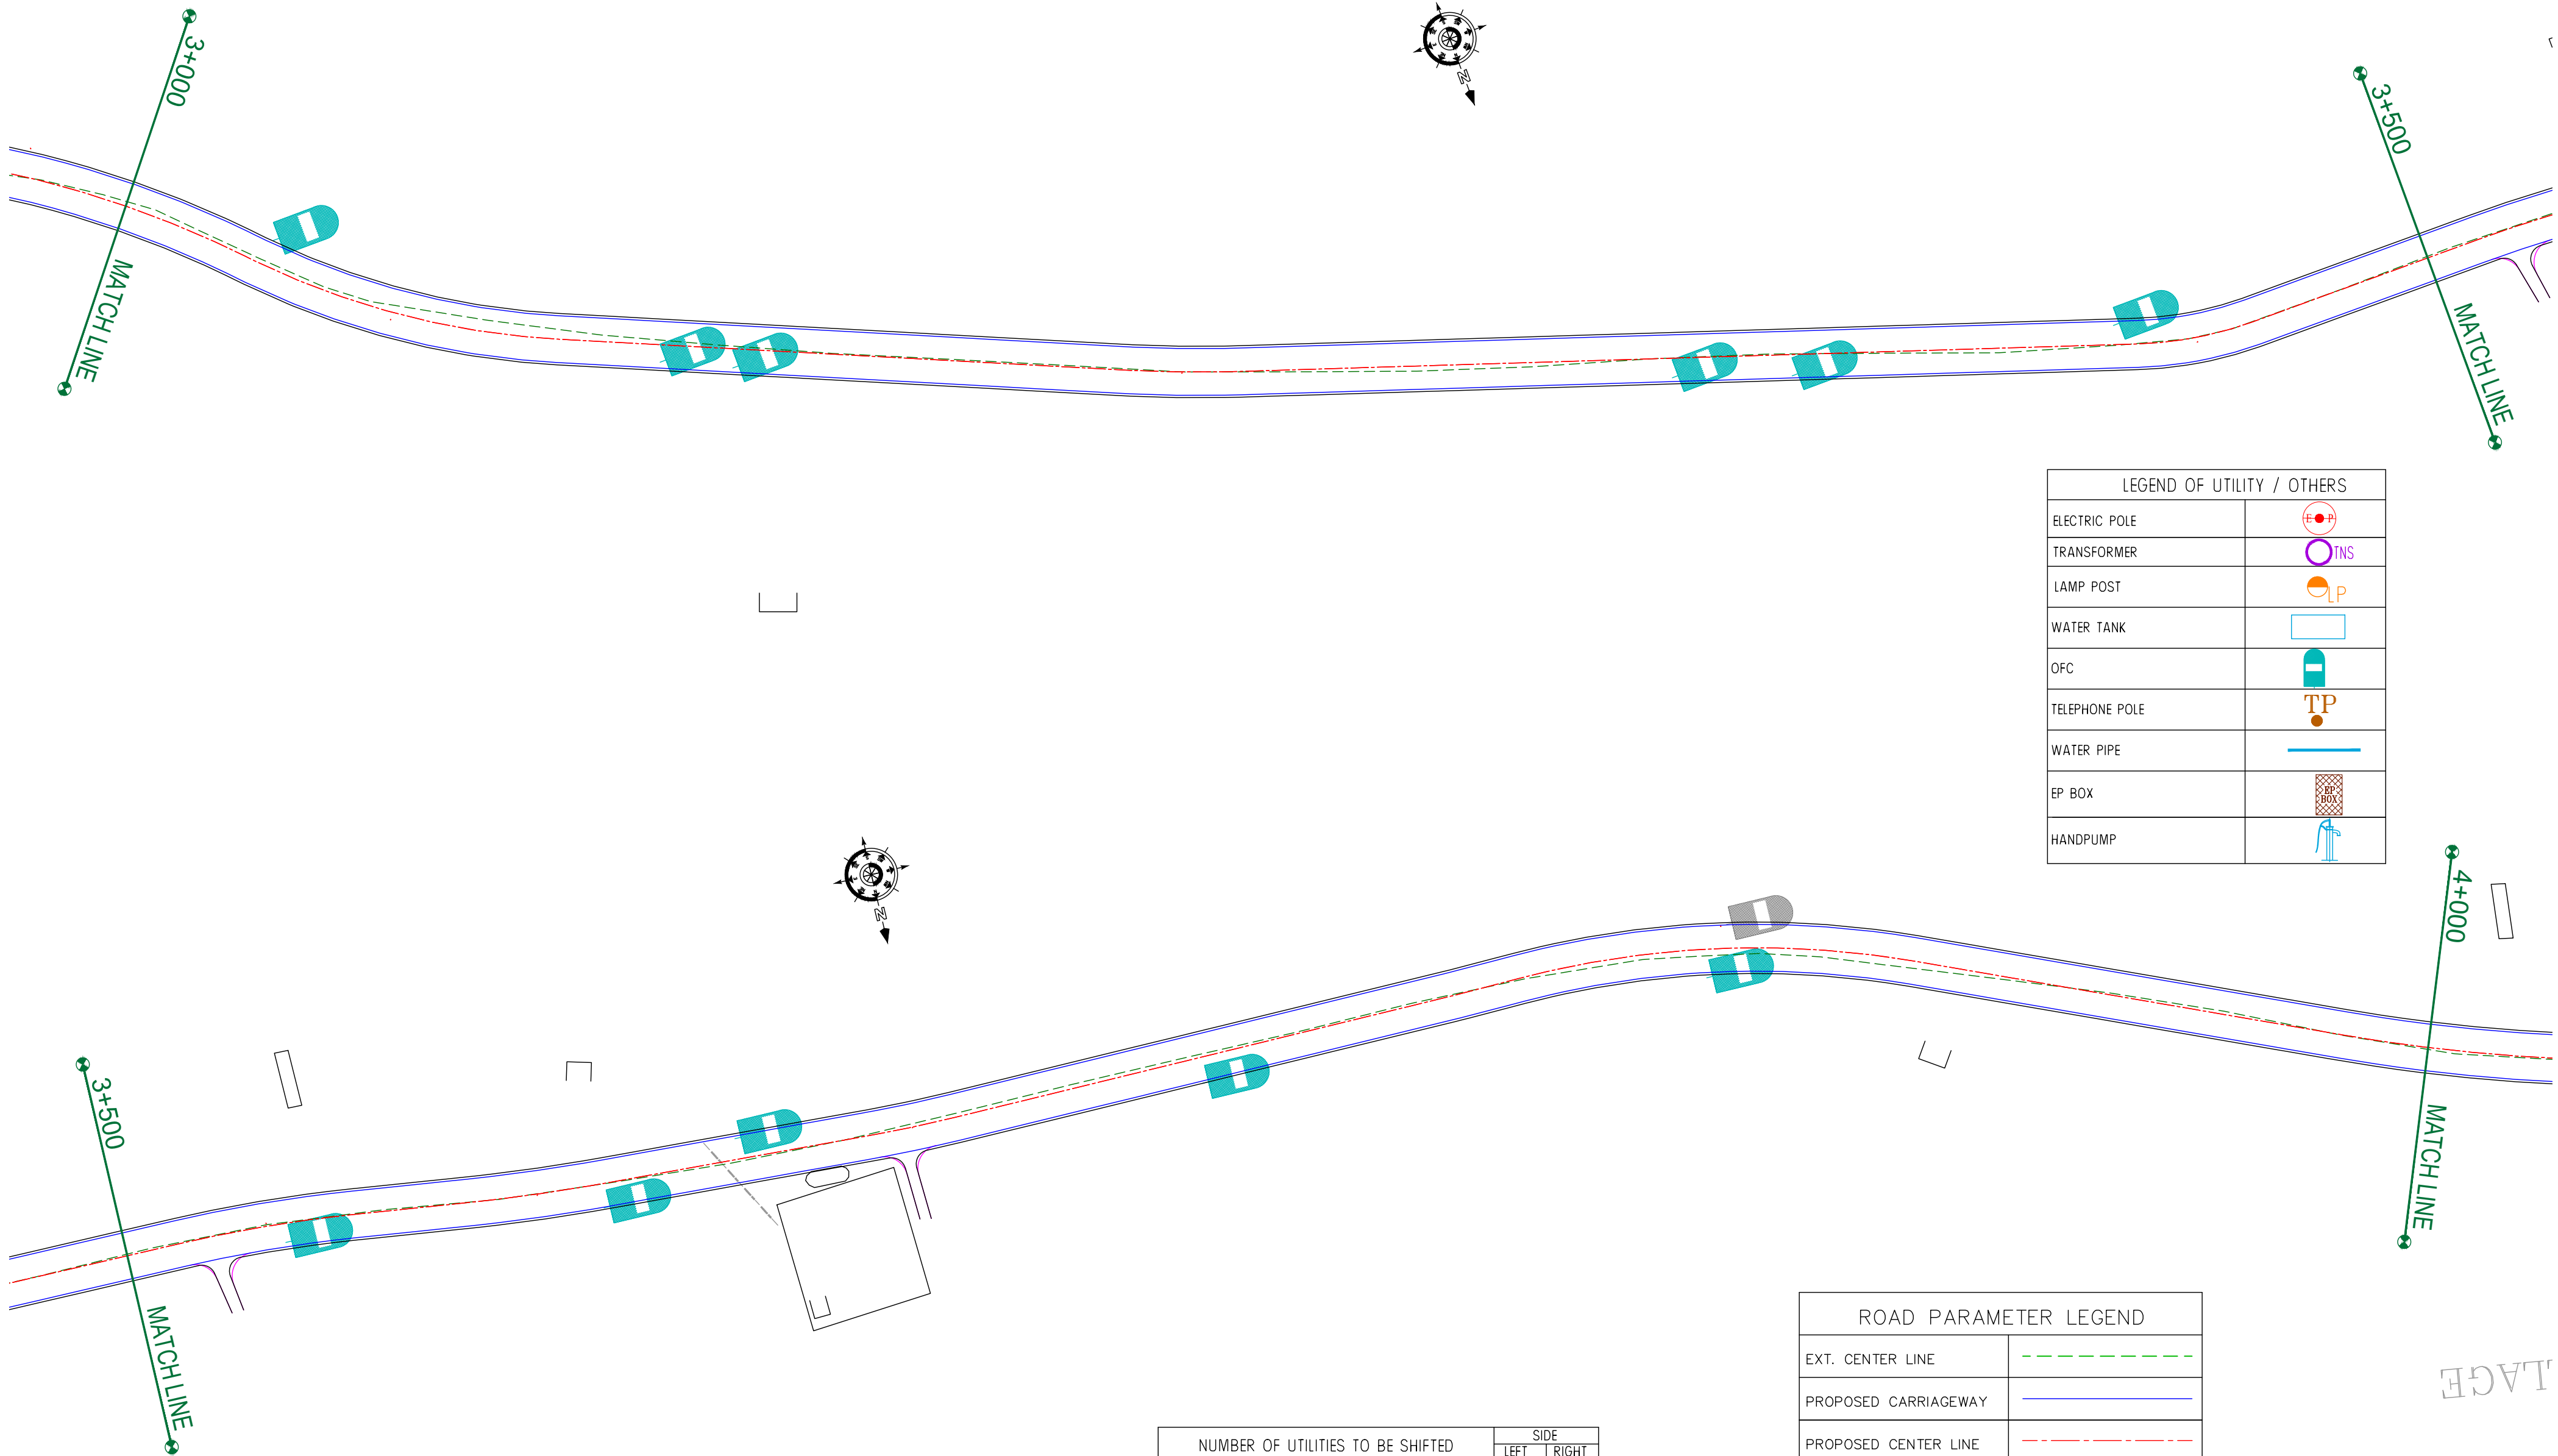 3+000
MATCH LINE
N
3+500
MATCH LINE
LEGEND OF UTILITY / OTHERS
ELECTRIC POLE E P
TRANSFORMER TNS
LAMP POST LP
WATER TANK
OFC
TELEPHONE POLE TP
WATER PIPE
EP BOX EP BOX
HANDPUMP
3+500
MATCH LINE
N
4+000
MATCH LINE
ROAD PARAMETER LEGEND
EXT. CENTER LINE
PROPOSED CARRIAGEWAY
PROPOSED CENTER LINE
NUMBER OF UTILITIES TO BE SHIFTED
SIDE
LEFT RIGHT